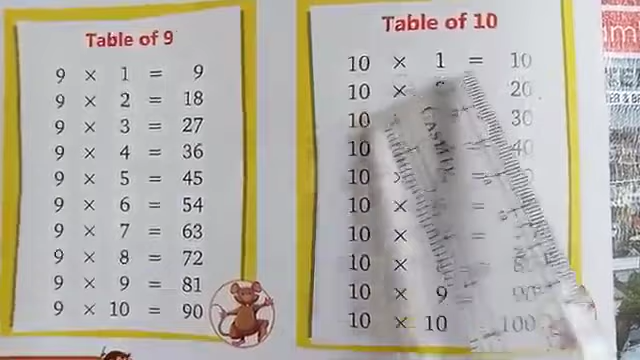 Table of 9
9 × 1 = 9
9 × 2 = 18
9 × 3 = 27
9 × 4 = 36
9 × 5 = 45
9 × 6 = 54
9 × 7 = 63
9 × 8 = 72
9 × 9 = 81
9 × 10 = 90
Table of 10
10 × 1 = 10
10 × 20
10 30
10 40
10
10 × =
10 × =
10 ×
10 × 9 = 90
10 × 10 100